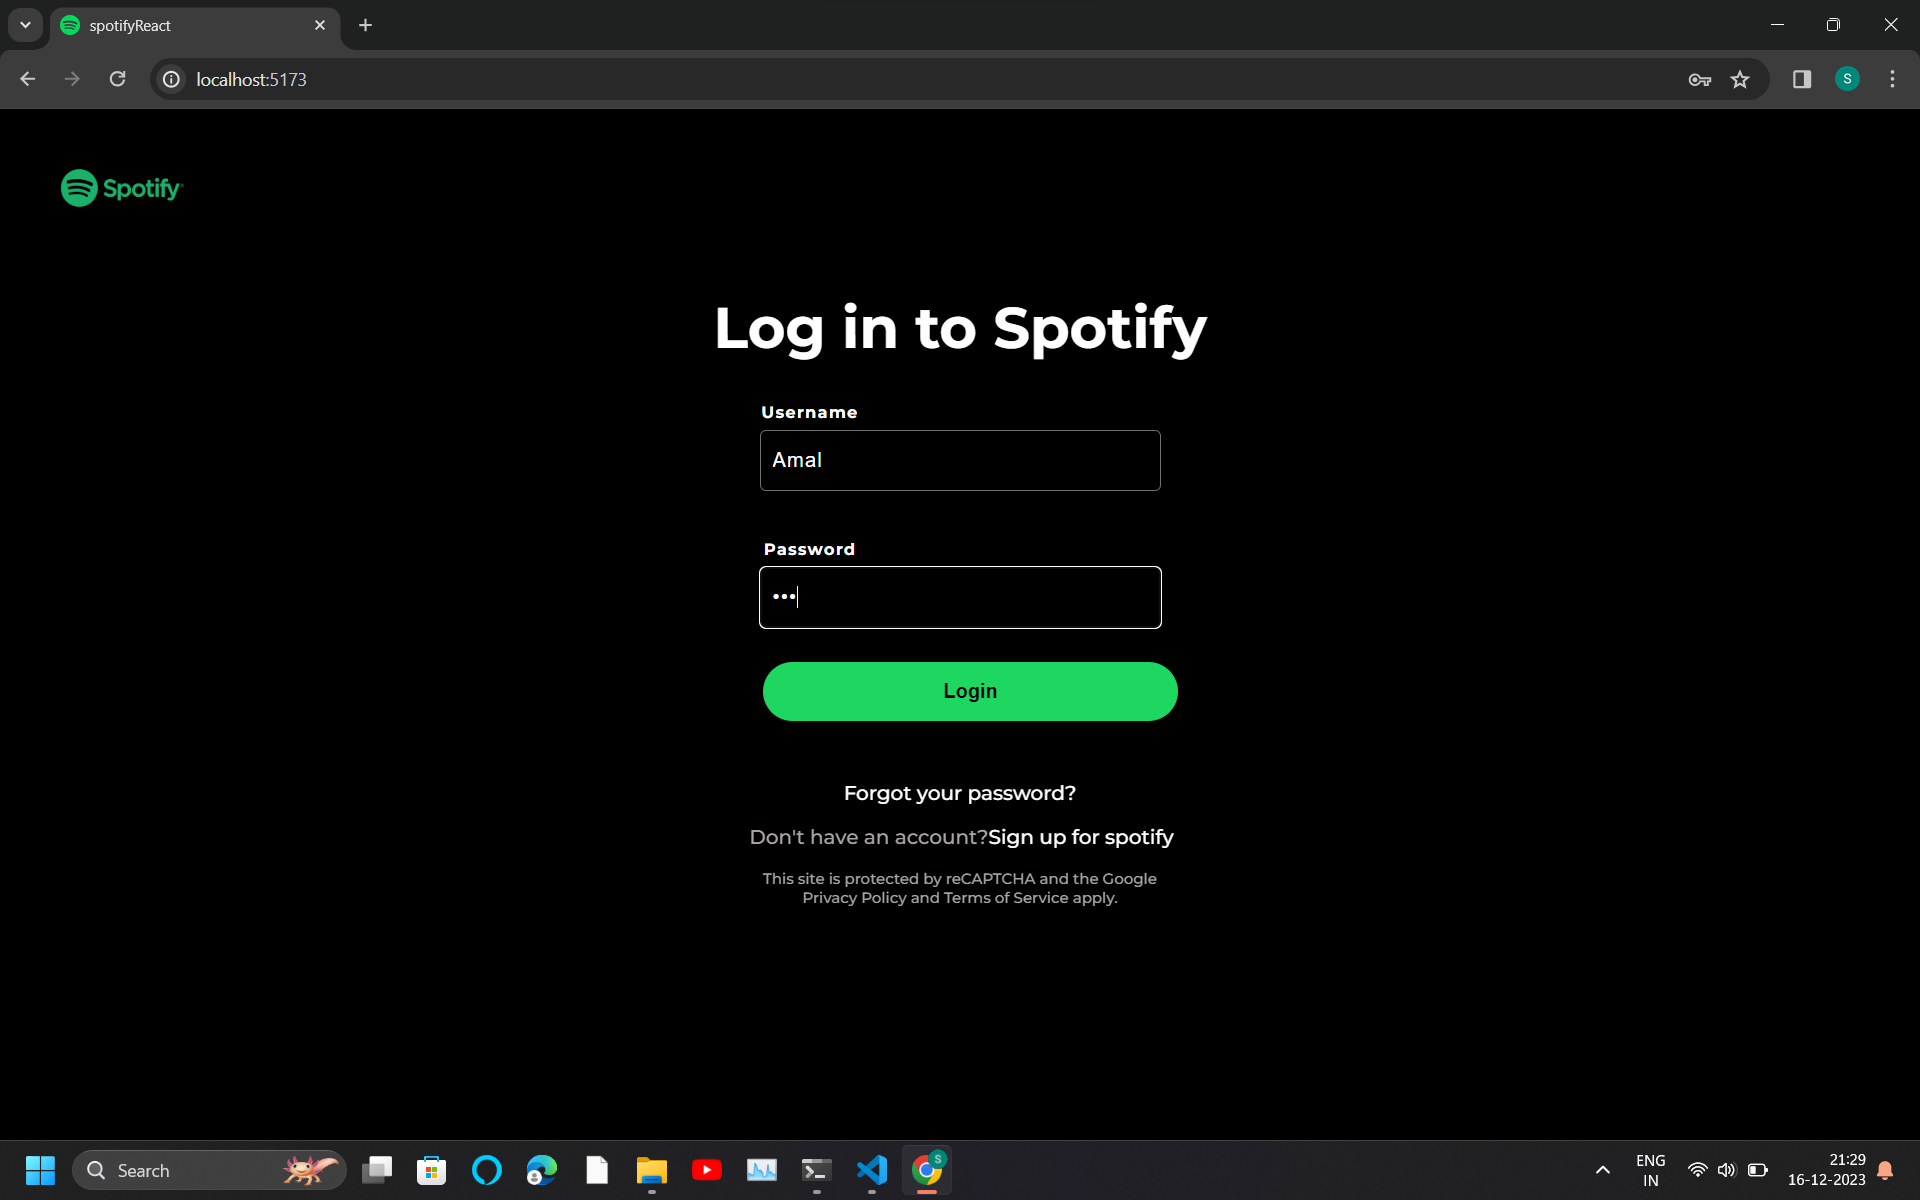 spotifyReact
localhost:5173
S
Spotify
Log in to Spotify
Username
Amal
Password
•••
Login
Forgot your password?
Don't have an account?Sign up for spotify
This site is protected by reCAPTCHA and the Google
Privacy Policy and Terms of Service apply.
Search
S
ENG
IN
21:29
16-12-2023